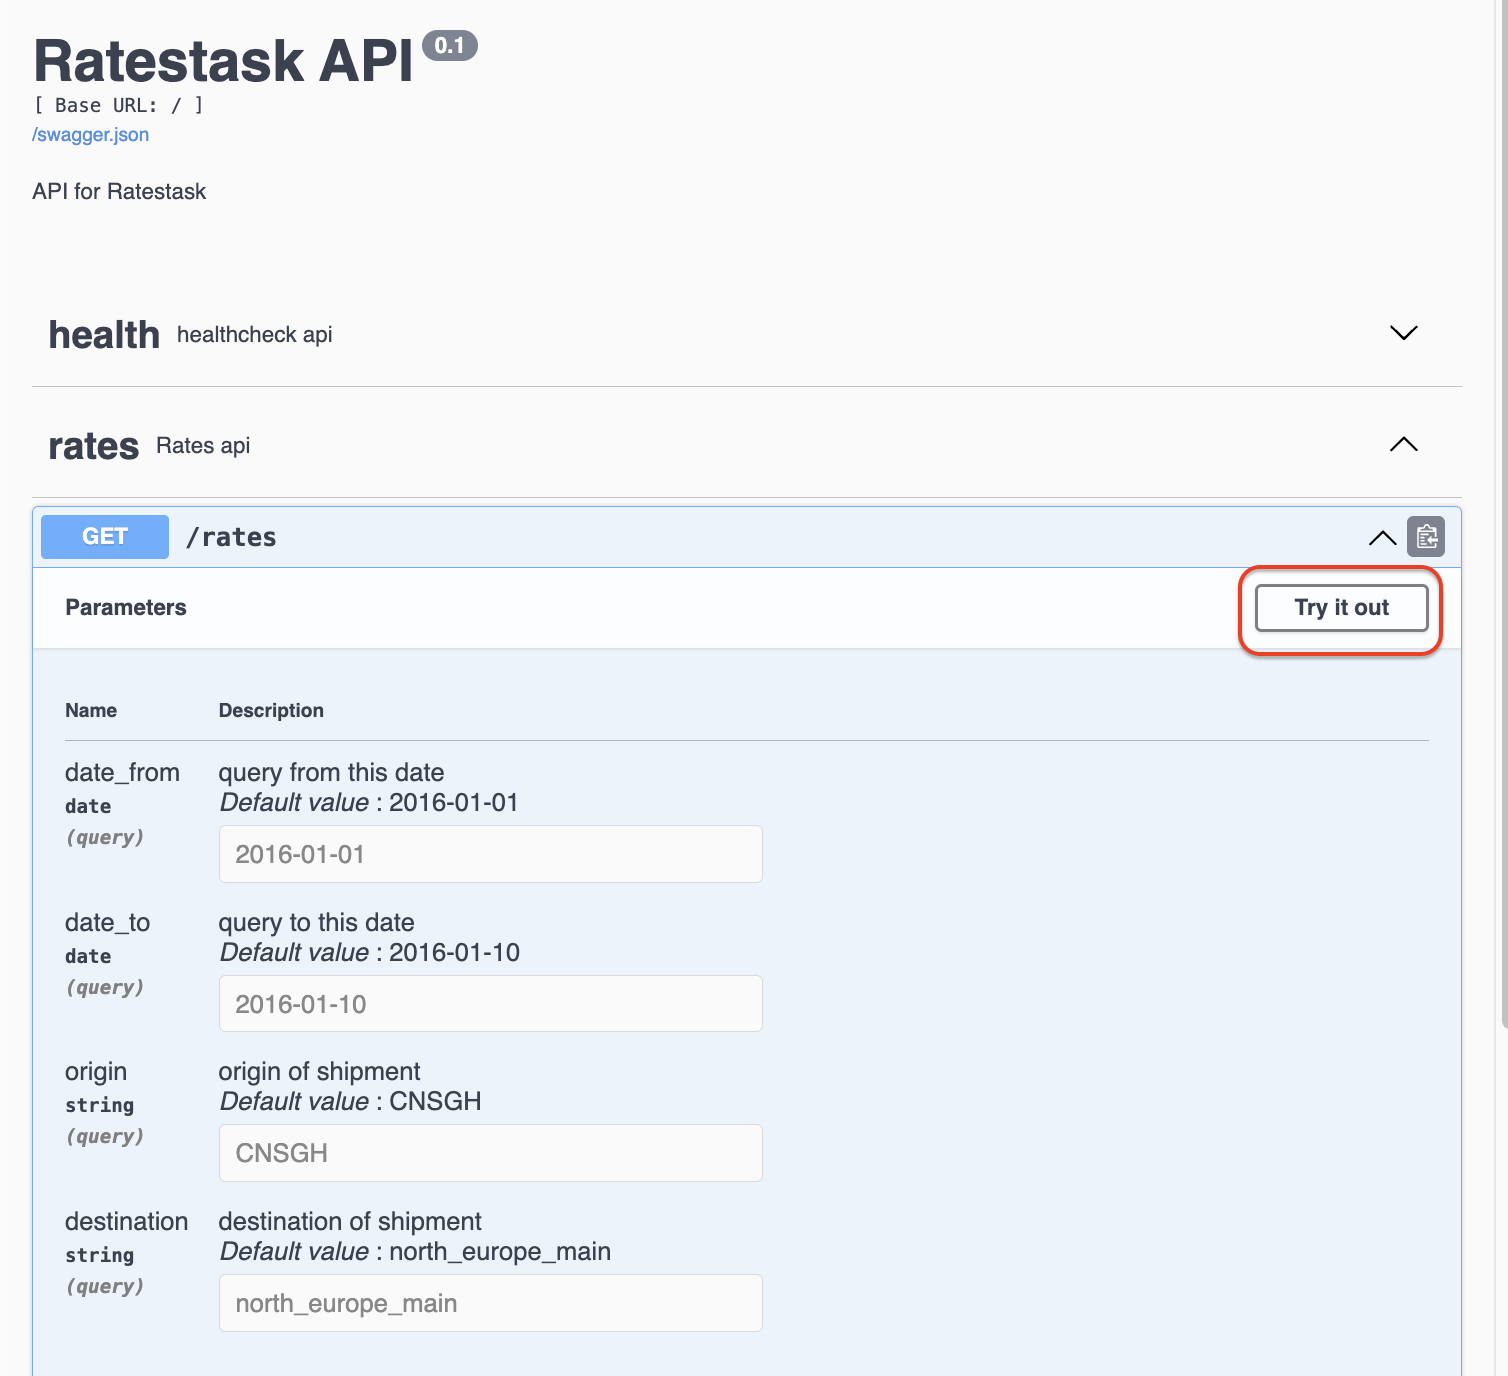 Ratestask API 0.1
[ Base URL: / ]
/swagger.json
API for Ratestask
health healthcheck api
rates Rates api
GET /rates
Parameters Try it out
Name Description
date_from query from this date
date Default value : 2016-01-01
(query)
2016-01-01
date_to query to this date
date Default value : 2016-01-10
(query)
2016-01-10
origin origin of shipment
string Default value : CNSGH
(query)
CNSGH
destination destination of shipment
string Default value : north_europe_main
(query)
north_europe_main